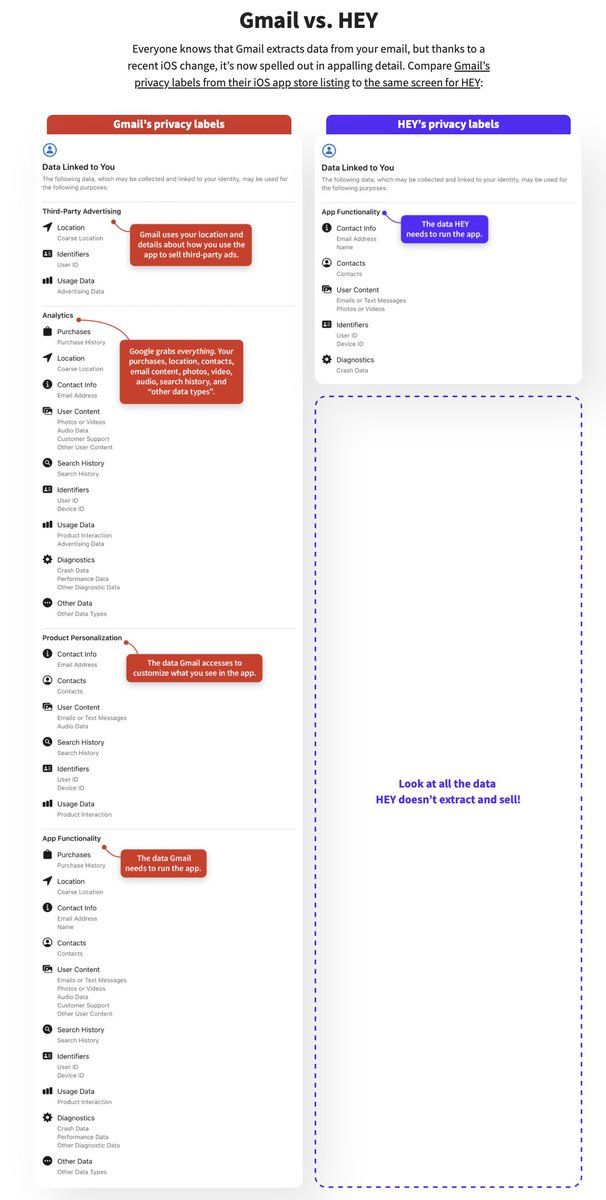 Gmail vs. HEY
Everyone knows that Gmail extracts data from your email, but thanks to a
recent iOS change, it's now spelled out in appalling detail. Compare Gmail's
privacy labels from their iOS app store listing to the same screen for HEY:
Gmail's privacy labels
Data Linked to You
The following data, which may be collected and linked to your identity, may be used for
the following purposes:
Third-Party Advertising
Location
Coarse Location
Identifiers
User ID
Usage Data
Advertising Data
Gmail uses your location and
details about how you use the
app to sell third-party ads.
Analytics
Purchases
Purchase History
Location
Coarse Location
Contact Info
Email Address
User Content
Photos or Videos
Audio Data
Customer Support
Other User Content
Search History
Search History
Identifiers
User ID
Device ID
Usage Data
Product Interaction
Advertising Data
Diagnostics
Crash Data
Performance Data
Other Diagnostic Data
Other Data
Other Data Types
Google grabs everything. Your
purchases, location, contacts,
email content, photos, video,
audio, search history, and
"other data types".
Product Personalization
Contact Info
Email Address
Contacts
Contacts
User Content
Emails or Text Messages
Audio Data
Search History
Search History
Identifiers
User ID
Device ID
Usage Data
Product Interaction
The data Gmail accesses to
customize what you see in the app.
App Functionality
Purchases
Purchase History
Location
Coarse Location
Contact Info
Email Address
Name
Contacts
Contacts
User Content
Emails or Text Messages
Photos or Videos
Audio Data
Customer Support
Other User Content
Search History
Search History
Identifiers
User ID
Device ID
Usage Data
Product Interaction
Diagnostics
Crash Data
Performance Data
Other Diagnostic Data
Other Data
Other Data Types
The data Gmail
needs to run the app.
HEY's privacy labels
Data Linked to You
The following data, which may be collected and linked to your identity, may be used for
the following purposes:
App Functionality
Contact Info
Email Address
Name
Contacts
Contacts
User Content
Emails or Text Messages
Photos or Videos
Identifiers
User ID
Device ID
Diagnostics
Crash Data
The data HEY
needs to run the app.
Look at all the data
HEY doesn't extract and sell!